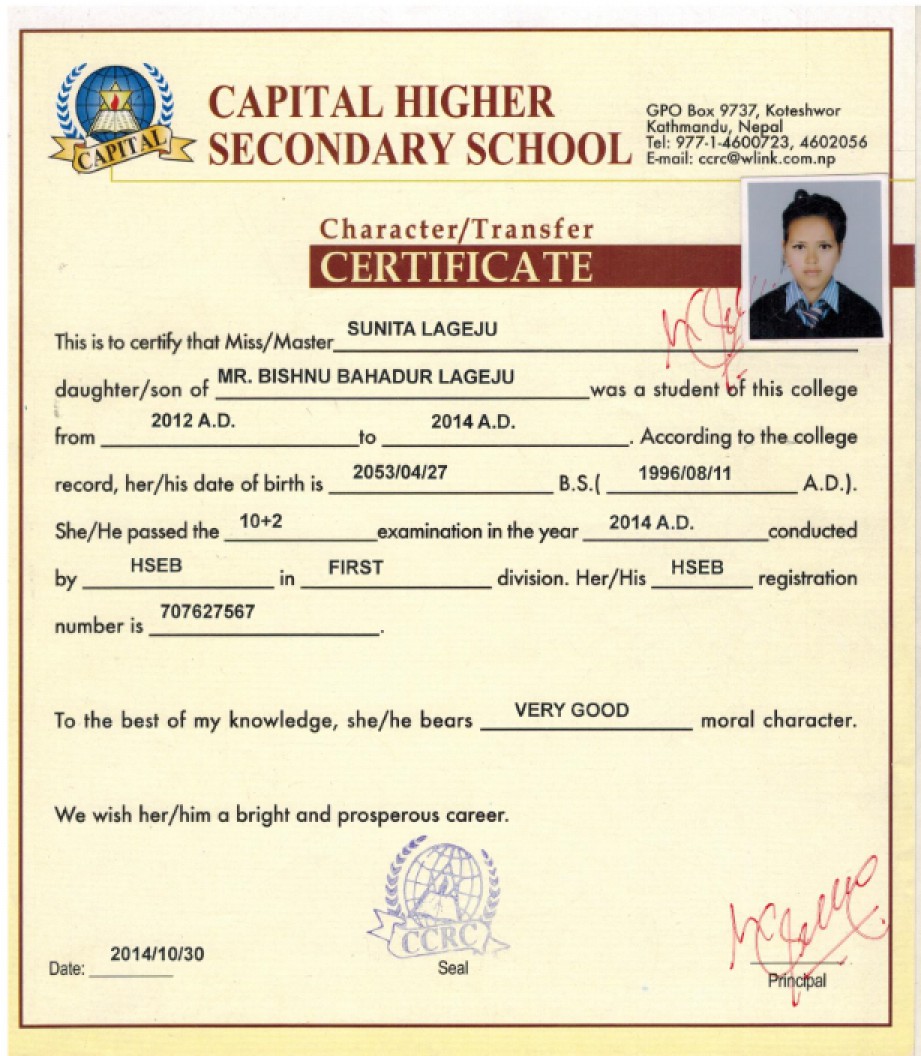 CAPITAL
CAPITAL HIGHER
SECONDARY SCHOOL
GPO Box 9737, Koteshwor
Kathmandu, Nepal
Tel: 977-1-4600723, 4602056
E-mail: ccrc@wlink.com.np
Character/Transfer
CERTIFICATE
This is to certify that Miss/Master SUNITA LAGEJU
daughter/son of MR. BISHNU BAHADUR LAGEJU was a student of this college
from 2012 A.D. to 2014 A.D. . According to the college
record, her/his date of birth is 2053/04/27 B.S.( 1996/08/11 A.D.).
She/He passed the 10+2 examination in the year 2014 A.D. conducted
by HSEB in FIRST division. Her/His HSEB registration
number is 707627567 .
To the best of my knowledge, she/he bears VERY GOOD moral character.
We wish her/him a bright and prosperous career.
CCRC
Date: 2014/10/30
Seal
Principal